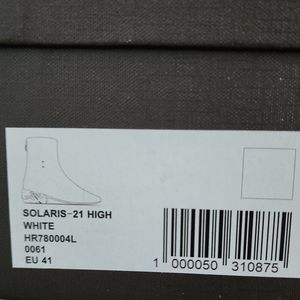 SOLARIS-21 HIGH
WHITE
HR780004L
0061
EU 41
1 000050 310875